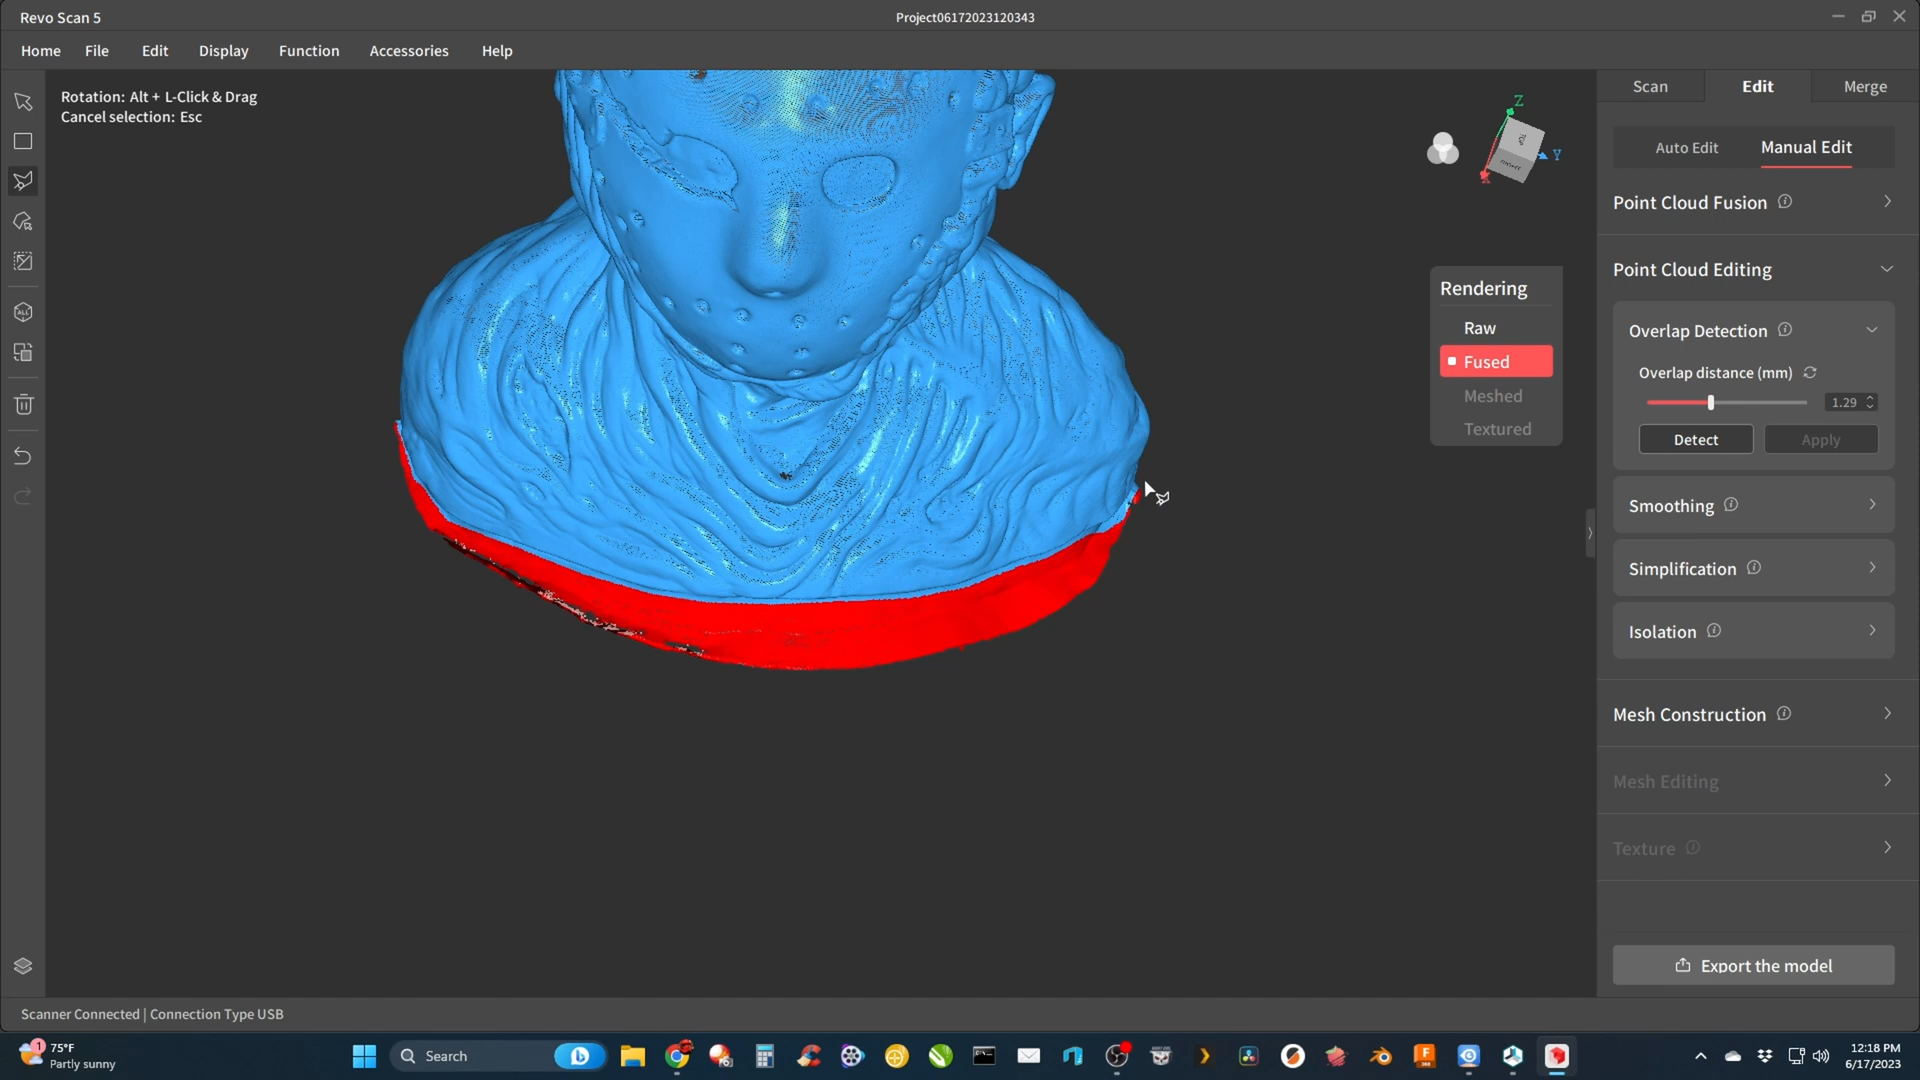 Revo Scan 5
Project06172023120343
Home File Edit Display Function Accessories Help
Rotation: Alt + L-Click & Drag
Cancel selection: Esc
Scan Edit Merge
Auto Edit Manual Edit
Point Cloud Fusion
Point Cloud Editing
Overlap Detection
Overlap distance (mm)
1.29
Detect Apply
Smoothing
Simplification
Isolation
Mesh Construction
Mesh Editing
Texture
Export the model
Z
Y
X
TOP
Rendering
Raw
Fused
Meshed
Textured
ALL
Scanner Connected | Connection Type USB
1
75°F
Partly sunny
Search
12:18 PM
6/17/2023